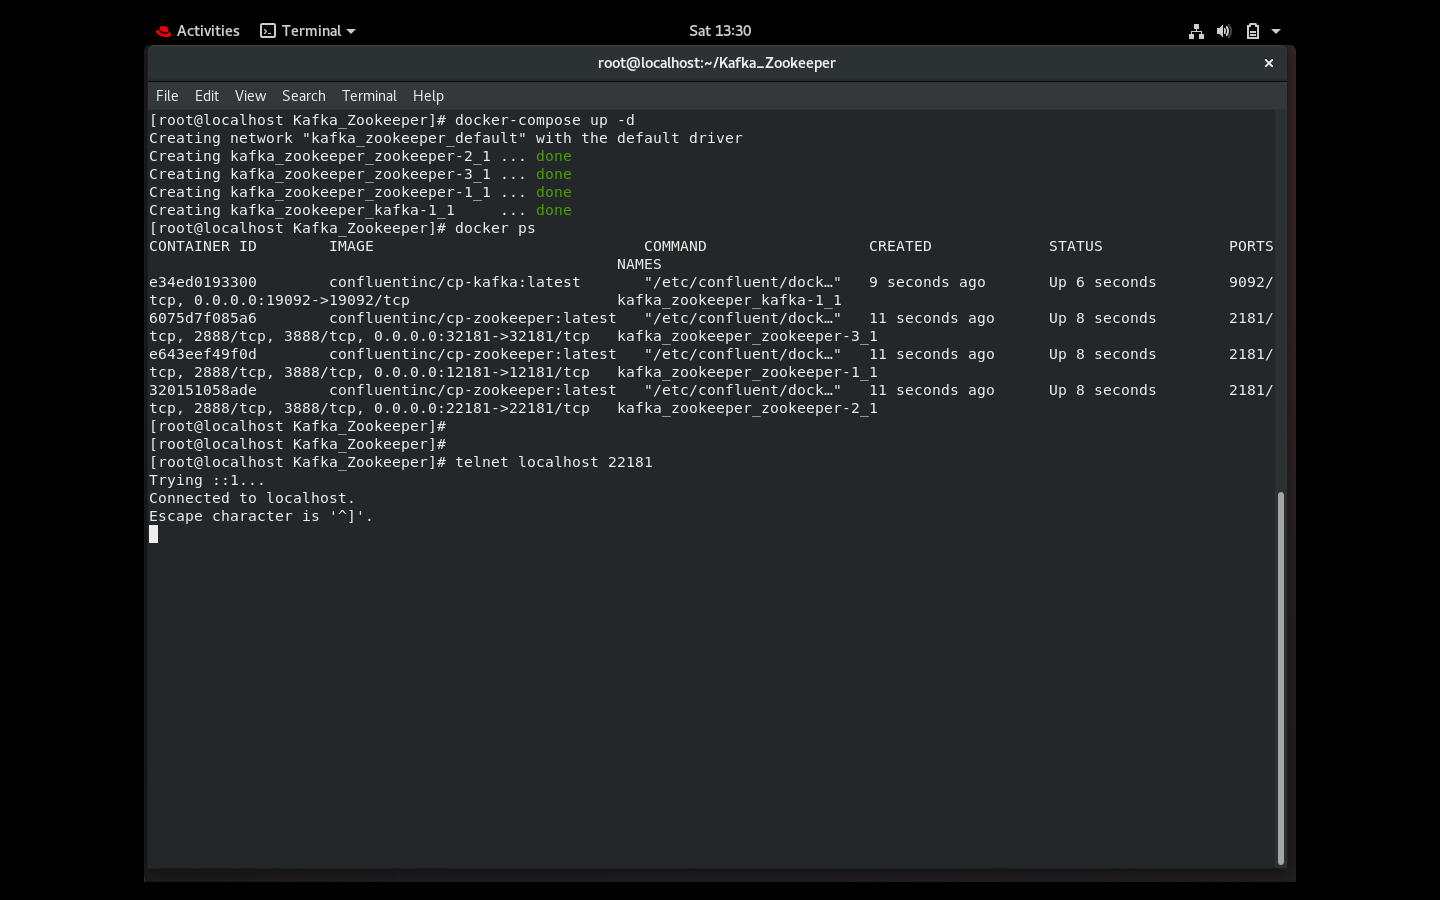 Activities Terminal Sat 13:30
root@localhost:~/Kafka_Zookeeper ×
File Edit View Search Terminal Help
[root@localhost Kafka_Zookeeper]# docker-compose up -d
Creating network "kafka_zookeeper_default" with the default driver
Creating kafka_zookeeper_zookeeper-2_1 ... done
Creating kafka_zookeeper_zookeeper-3_1 ... done
Creating kafka_zookeeper_zookeeper-1_1 ... done
Creating kafka_zookeeper_kafka-1_1     ... done
[root@localhost Kafka_Zookeeper]# docker ps
CONTAINER ID        IMAGE                              COMMAND                  CREATED             STATUS              PORTS
                                                    NAMES
e34ed0193300        confluentinc/cp-kafka:latest       "/etc/confluent/dock…"   9 seconds ago       Up 6 seconds        9092/
tcp, 0.0.0.0:19092->19092/tcp                       kafka_zookeeper_kafka-1_1
6075d7f085a6        confluentinc/cp-zookeeper:latest   "/etc/confluent/dock…"   11 seconds ago      Up 8 seconds        2181/
tcp, 2888/tcp, 3888/tcp, 0.0.0.0:32181->32181/tcp   kafka_zookeeper_zookeeper-3_1
e643eef49f0d        confluentinc/cp-zookeeper:latest   "/etc/confluent/dock…"   11 seconds ago      Up 8 seconds        2181/
tcp, 2888/tcp, 3888/tcp, 0.0.0.0:12181->12181/tcp   kafka_zookeeper_zookeeper-1_1
320151058ade        confluentinc/cp-zookeeper:latest   "/etc/confluent/dock…"   11 seconds ago      Up 8 seconds        2181/
tcp, 2888/tcp, 3888/tcp, 0.0.0.0:22181->22181/tcp   kafka_zookeeper_zookeeper-2_1
[root@localhost Kafka_Zookeeper]#
[root@localhost Kafka_Zookeeper]#
[root@localhost Kafka_Zookeeper]# telnet localhost 22181
Trying ::1...
Connected to localhost.
Escape character is '^]'.